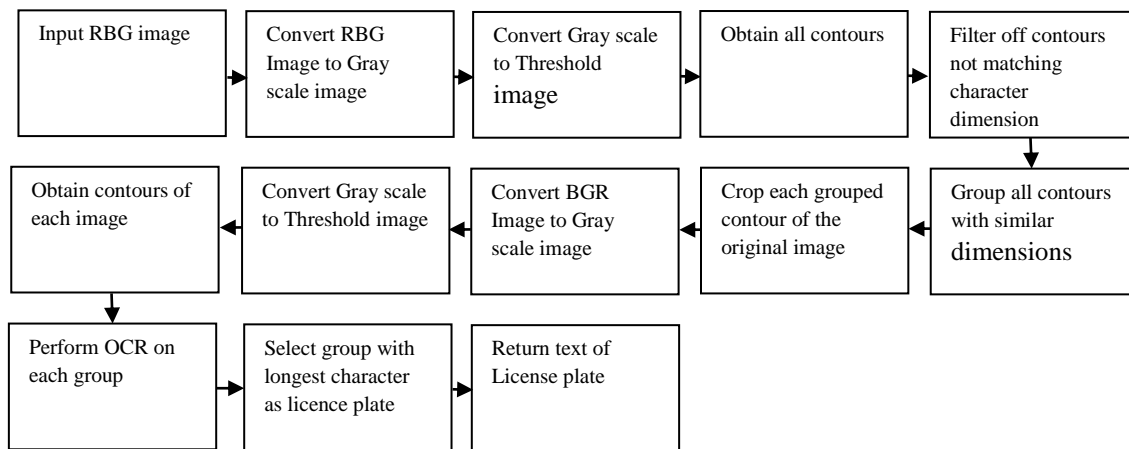 Input RBG image
Convert RBG
Image to Gray
scale image
Convert Gray scale
to Threshold
image
Obtain all contours
Filter off contours
not matching
character
dimension
Group all contours
with similar
dimensions
Crop each grouped
contour of the
original image
Convert BGR
Image to Gray
scale image
Convert Gray scale
to Threshold image
Obtain contours of
each image
Perform OCR on
each group
Select group with
longest character
as licence plate
Return text of
License plate